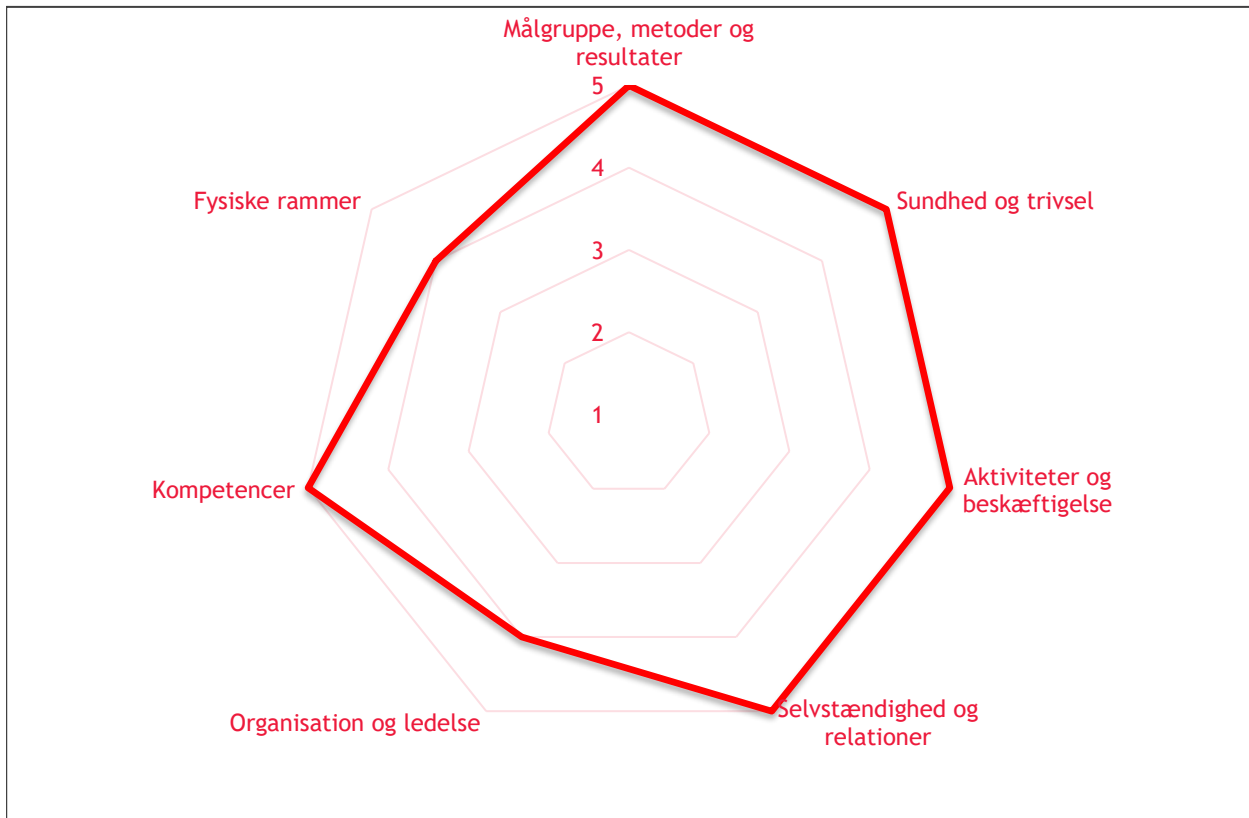 Målgruppe, metoder og
resultater
5
4
3
2
1
Sundhed og trivsel
Aktiviteter og
beskæftigelse
Selvstændighed og
relationer
Organisation og ledelse
Kompetencer
Fysiske rammer